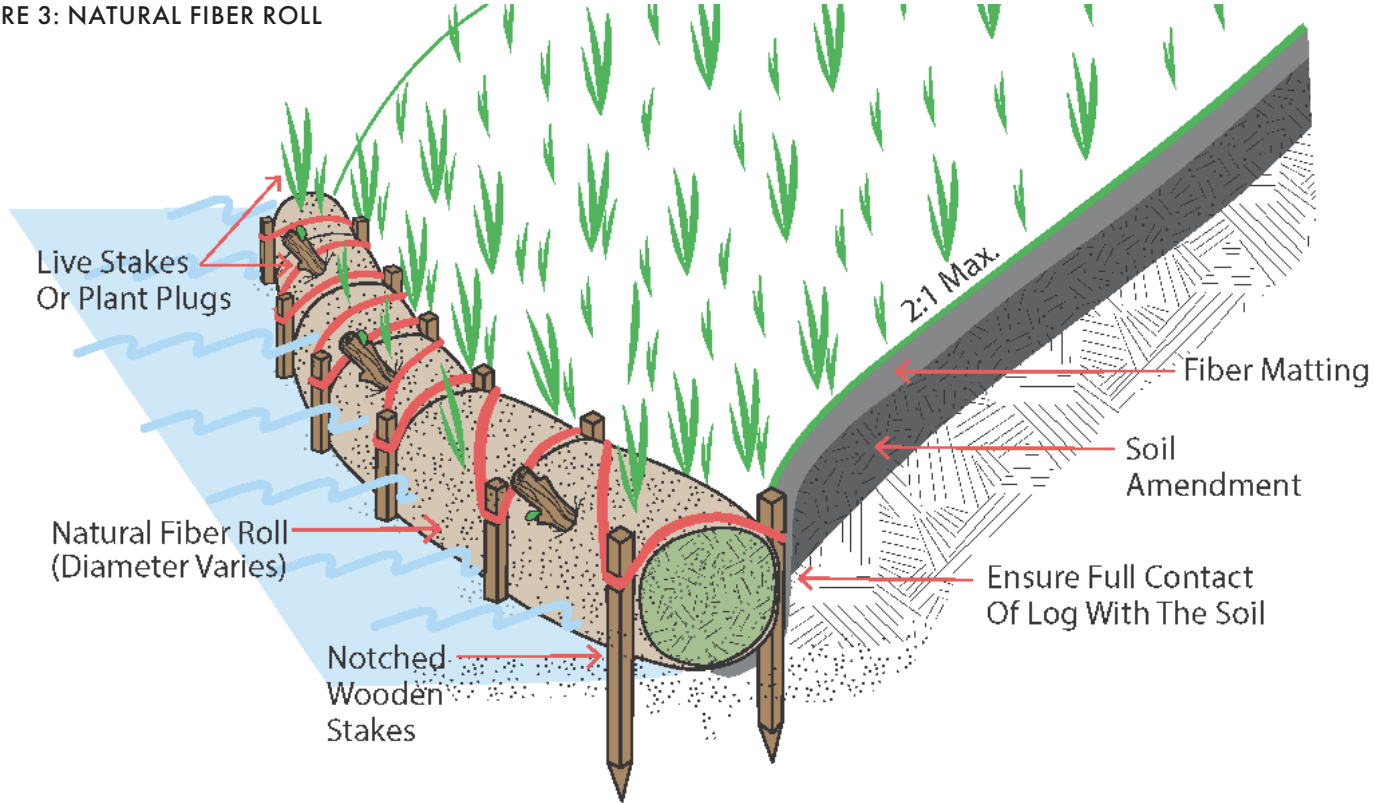 RE 3: NATURAL FIBER ROLL
Live Stakes
Or Plant Plugs
2:1 Max.
Fiber Matting
Soil
Amendment
Natural Fiber Roll
(Diameter Varies)
Ensure Full Contact
Of Log With The Soil
Notched
Wooden
Stakes